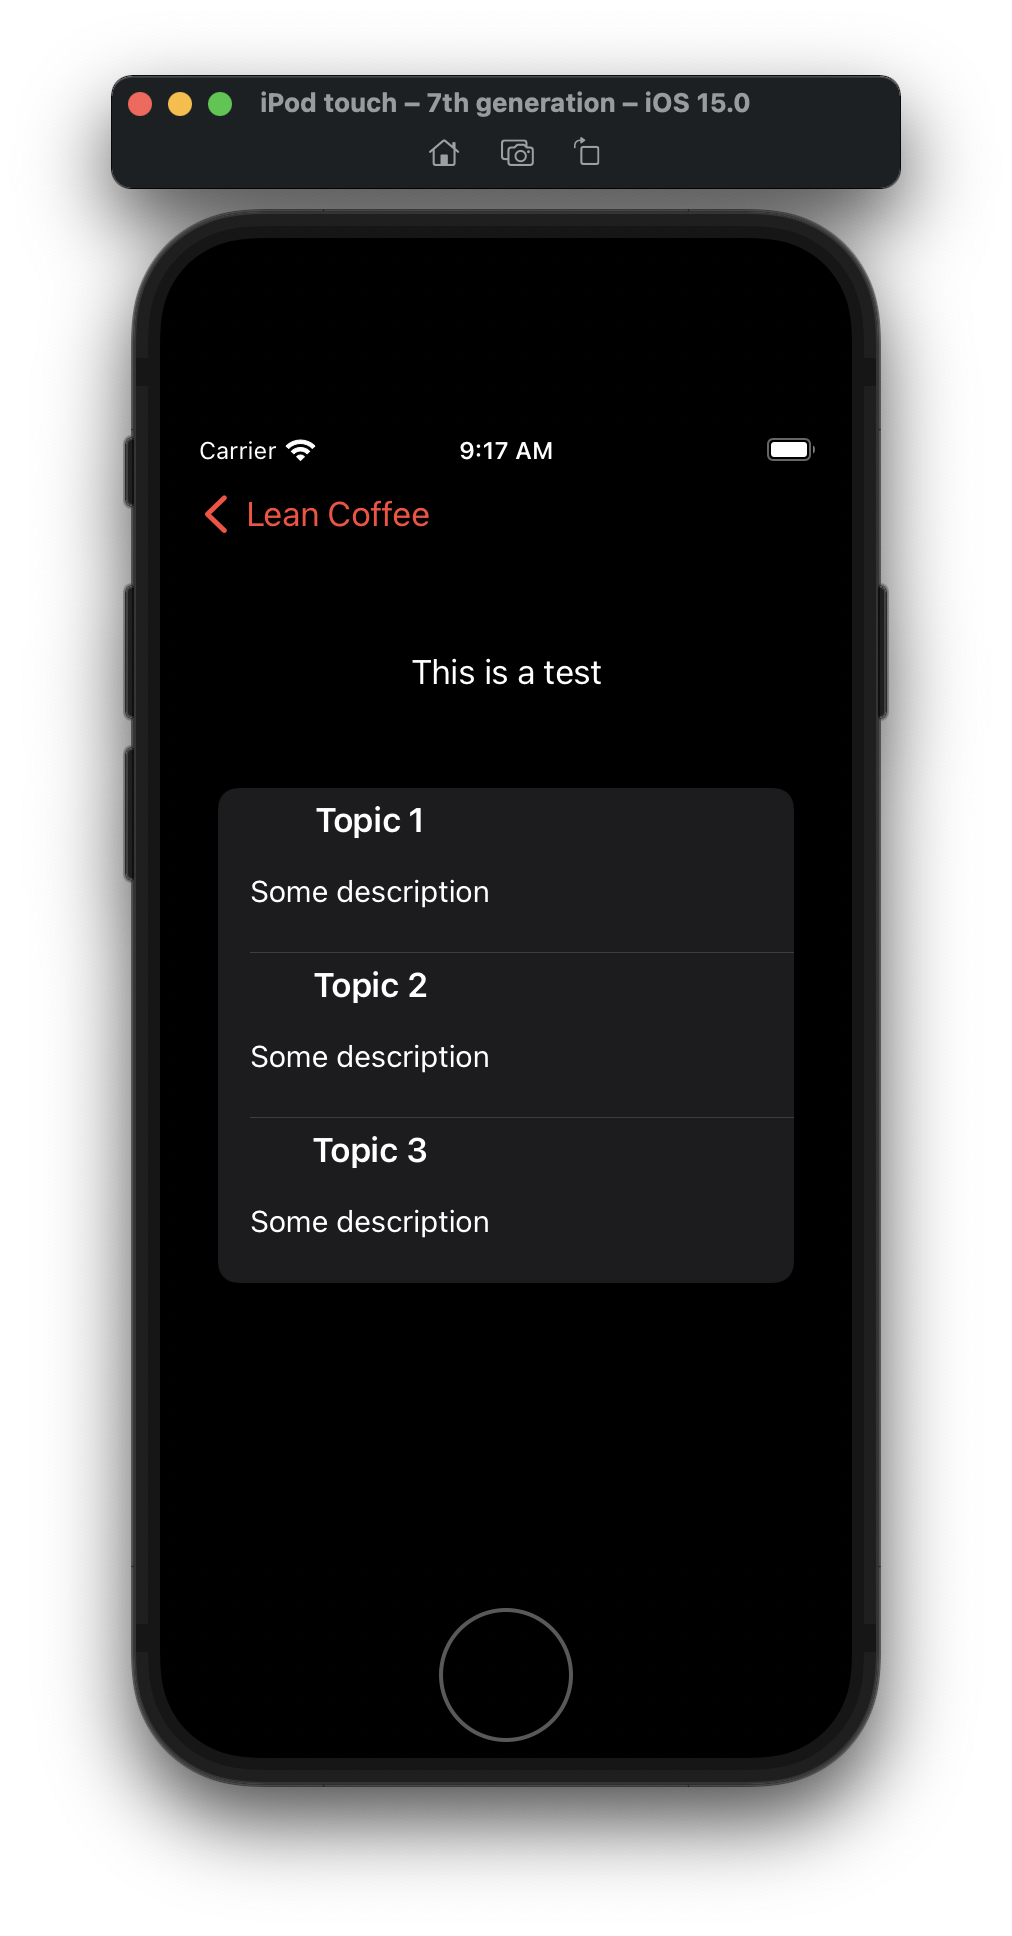 iPod touch – 7th generation – iOS 15.0
Carrier 9:17 AM
Lean Coffee
This is a test
Topic 1
Some description
Topic 2
Some description
Topic 3
Some description